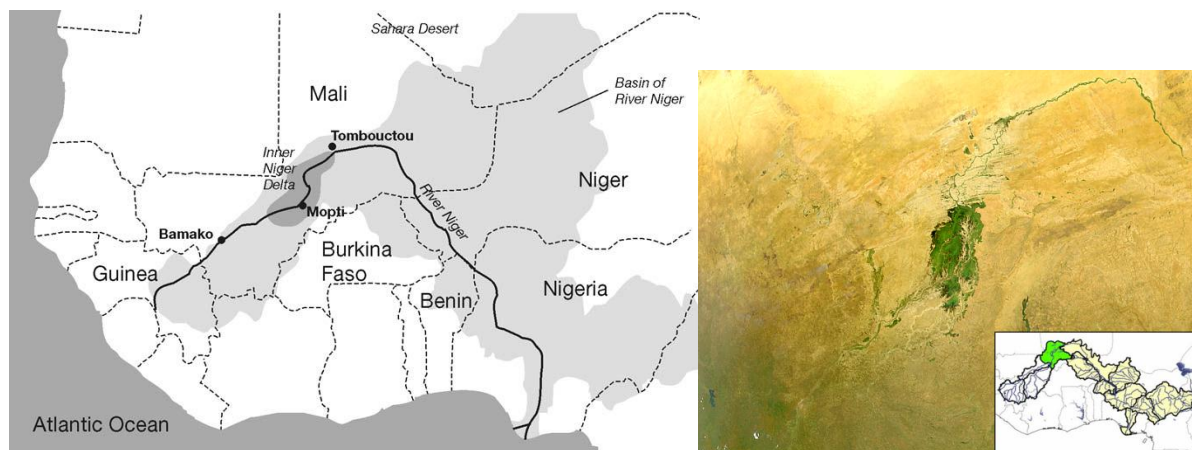 Sahara Desert
Basin of
River Niger
Mali
Tombouctou
Inner
Niger
Delta
Niger
River Niger
Mopti
Bamako
Burkina
Faso
Guinea
Benin
Nigeria
Atlantic Ocean